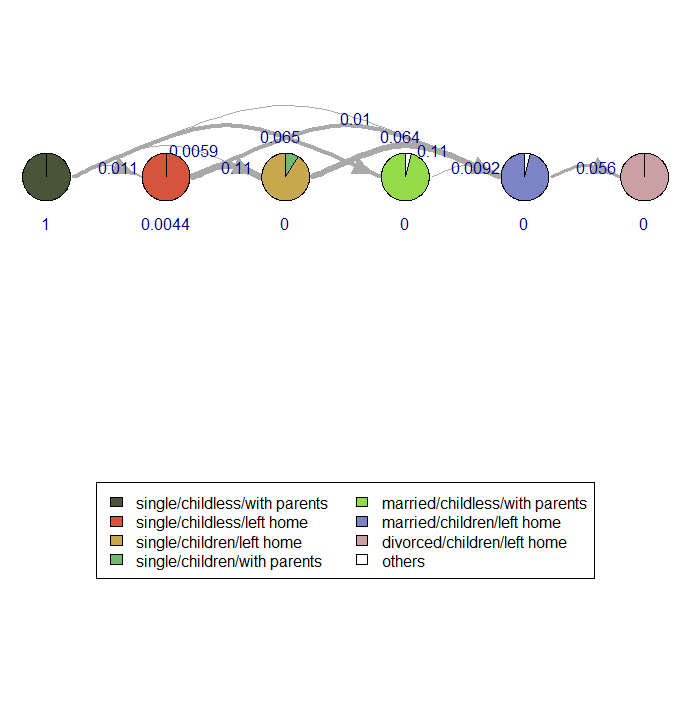 0.01
0.065 0.064
0.0059 0.11
0.011 0.11 0.0092 0.056
1 0.0044 0 0 0 0
single/childless/with parents married/childless/with parents
single/childless/left home married/children/left home
single/children/left home divorced/children/left home
single/children/with parents others